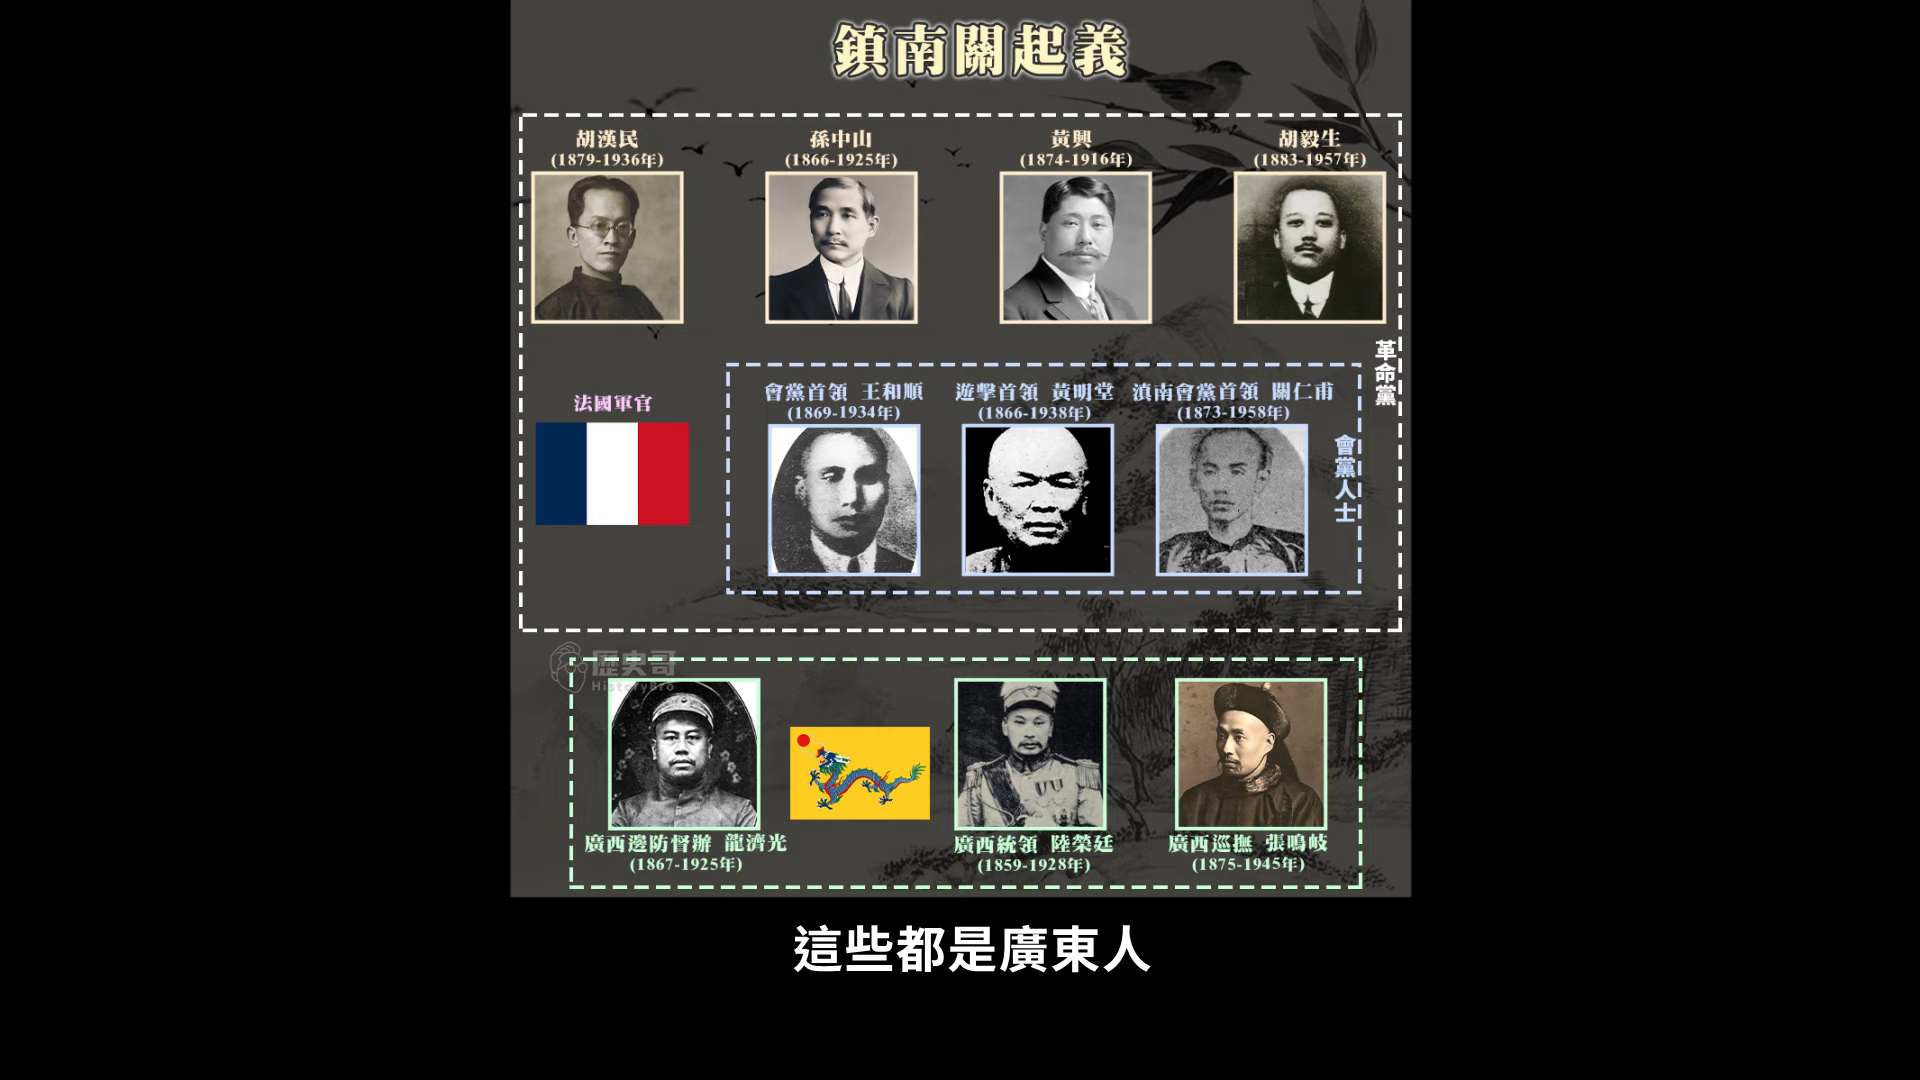 鎮南關起義
胡漢民
(1879-1936年)
孫中山
(1866-1925年)
黃興
(1874-1916年)
胡毅生
(1883-1957年)
革命黨
法國軍官
會黨首領 王和順
(1869-1934年)
遊擊首領 黃明堂
(1866-1938年)
滇南會黨首領 關仁甫
(1873-1958年)
會黨人士
歷史哥
HistoryBro
廣西邊防督辦 龍濟光
(1867-1925年)
廣西統領 陸榮廷
(1859-1928年)
廣西巡撫 張鳴岐
(1875-1945年)
這些都是廣東人